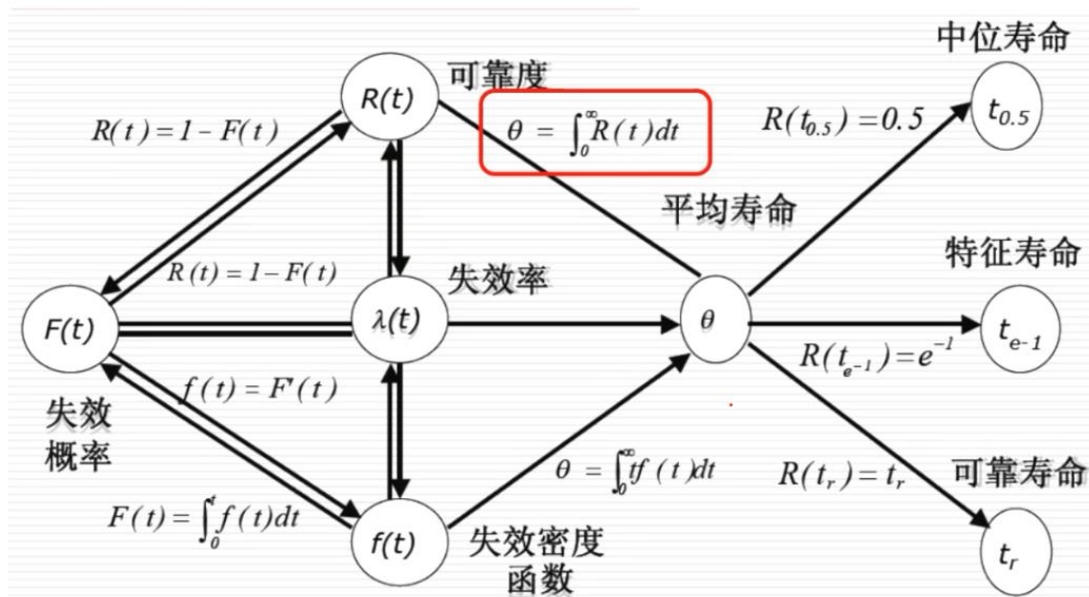 中位寿命
R(t)
可靠度
t₀.₅
R(t)=1-F(t)
θ = ∫₀^∞ R(t)dt
R(t₀.₅)=0.5
平均寿命
R(t)=1-F(t)
失效率
特征寿命
F(t)
λ(t)
θ
t_{e-1}
R(t_{e^{-1}})=e^{-1}
f(t)=F'(t)
失效
概率
θ = ∫₀^∞ tf(t)dt
R(t_r)=t_r
可靠寿命
F(t)=∫₀^t f(t)dt
f(t)
失效密度
函数
t_r